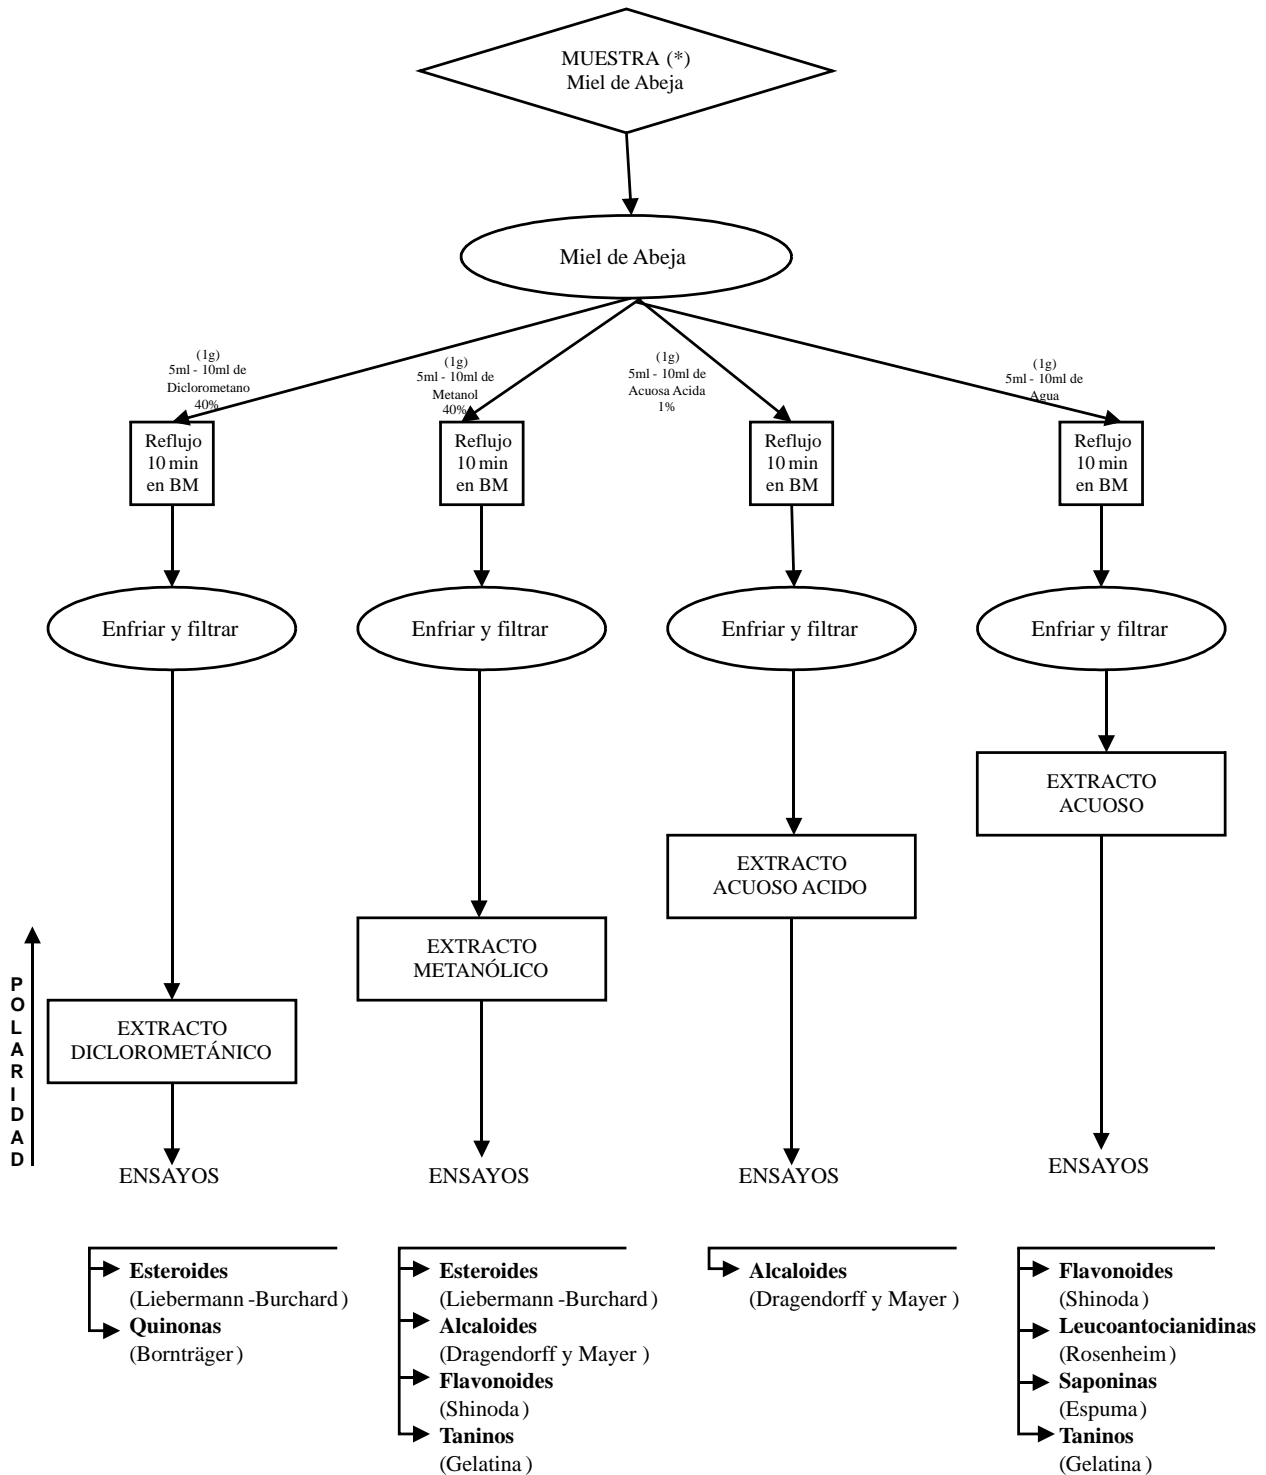 MUESTRA (*)
Miel de Abeja
Miel de Abeja
(1g)
5ml - 10ml de
Diclorometano
40%
(1g)
5ml - 10ml de
Metanol
40%
(1g)
5ml - 10ml de
Acuosa Acida
1%
(1g)
5ml - 10ml de
Agua
Reflujo
10 min
en BM
Reflujo
10 min
en BM
Reflujo
10 min
en BM
Reflujo
10 min
en BM
Enfriar y filtrar
Enfriar y filtrar
Enfriar y filtrar
Enfriar y filtrar
EXTRACTO
ACUOSO
EXTRACTO
ACUOSO ACIDO
EXTRACTO
METANÓLICO
EXTRACTO
DICLOROMETÁNICO
POLARIDAD
ENSAYOS
ENSAYOS
ENSAYOS
ENSAYOS
Esteroides
(Liebermann -Burchard )
Quinonas
(Bornträger )
Esteroides
(Liebermann -Burchard )
Alcaloides
(Dragendorff y Mayer )
Flavonoides
(Shinoda )
Taninos
(Gelatina )
Alcaloides
(Dragendorff y Mayer )
Flavonoides
(Shinoda )
Leucoantocianidinas
(Rosenheim )
Saponinas
(Espuma )
Taninos
(Gelatina )